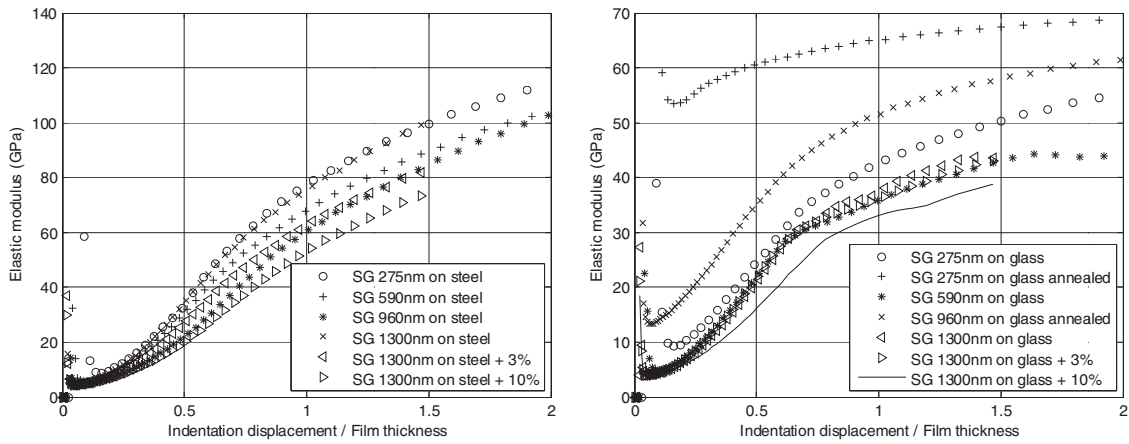 140
120
100
80
60
40
20
0
Elastic modulus (GPa)
0
0.5
1
1.5
2
Indentation displacement / Film thickness
SG 275nm on steel
SG 590nm on steel
SG 960nm on steel
SG 1300nm on steel
SG 1300nm on steel + 3%
SG 1300nm on steel + 10%
70
60
50
40
30
20
10
0
Elastic modulus (GPa)
0
0.5
1
1.5
2
Indentation displacement / Film thickness
SG 275nm on glass
SG 275nm on glass annealed
SG 590nm on glass
SG 960nm on glass annealed
SG 1300nm on glass
SG 1300nm on glass + 3%
SG 1300nm on glass + 10%